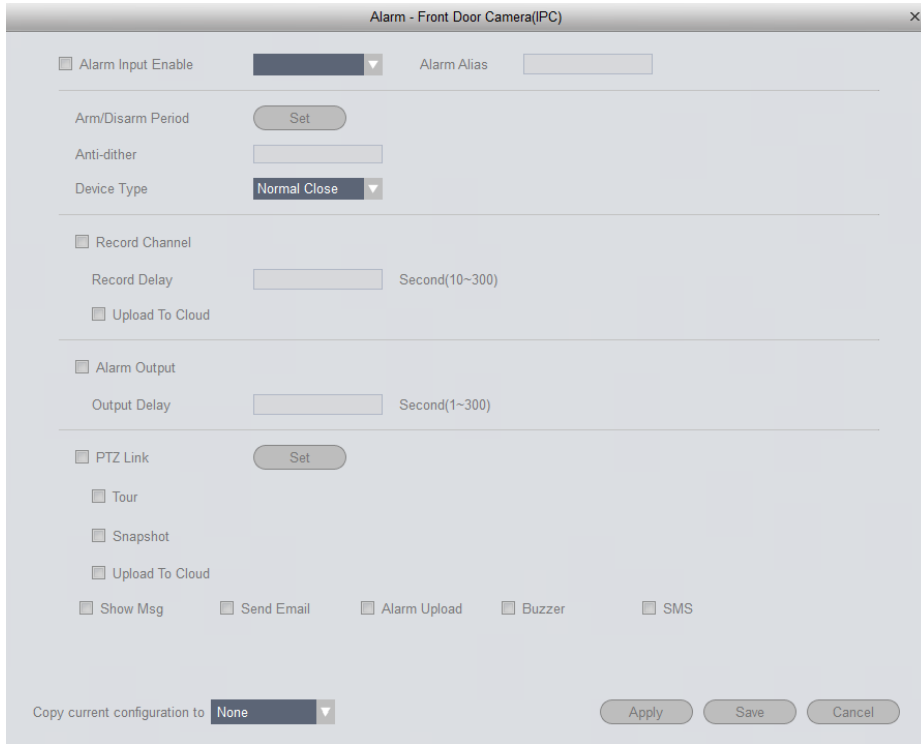 Alarm - Front Door Camera(IPC) X
Alarm Input Enable Alarm Alias
Arm/Disarm Period Set
Anti-dither
Device Type Normal Close
Record Channel
Record Delay Second(10~300)
Upload To Cloud
Alarm Output
Output Delay Second(1~300)
PTZ Link Set
Tour
Snapshot
Upload To Cloud
Show Msg Send Email Alarm Upload Buzzer SMS
Copy current configuration to None Apply Save Cancel